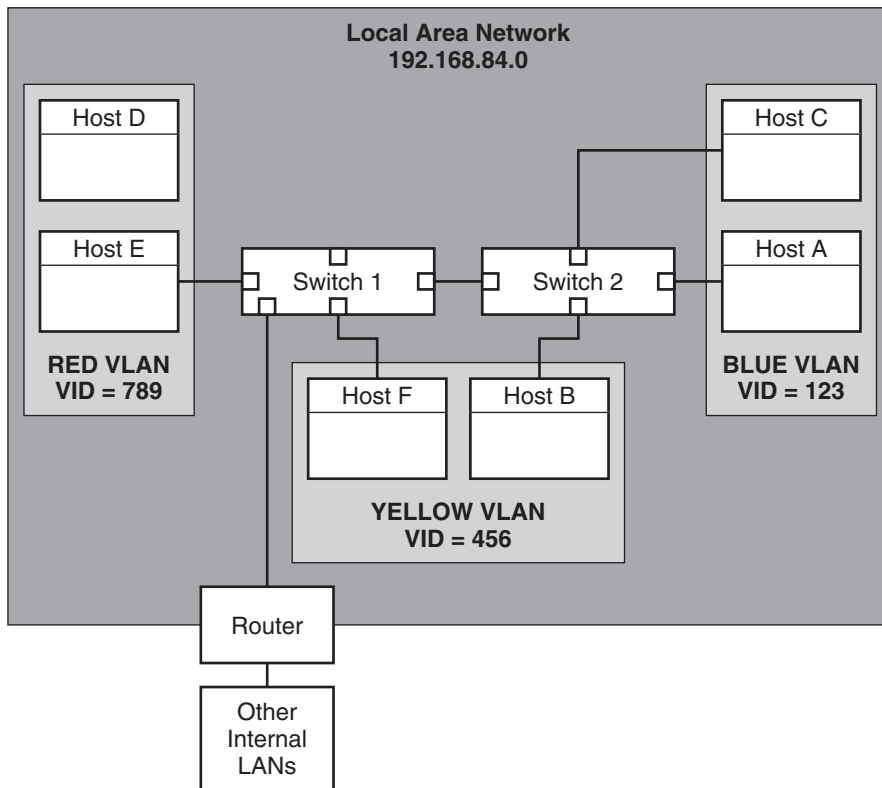 Local Area Network
192.168.84.0
Host D
Host C
Host E
Switch 1
Switch 2
Host A
RED VLAN
VID = 789
Host F
Host B
BLUE VLAN
VID = 123
YELLOW VLAN
VID = 456
Router
Other
Internal
LANs